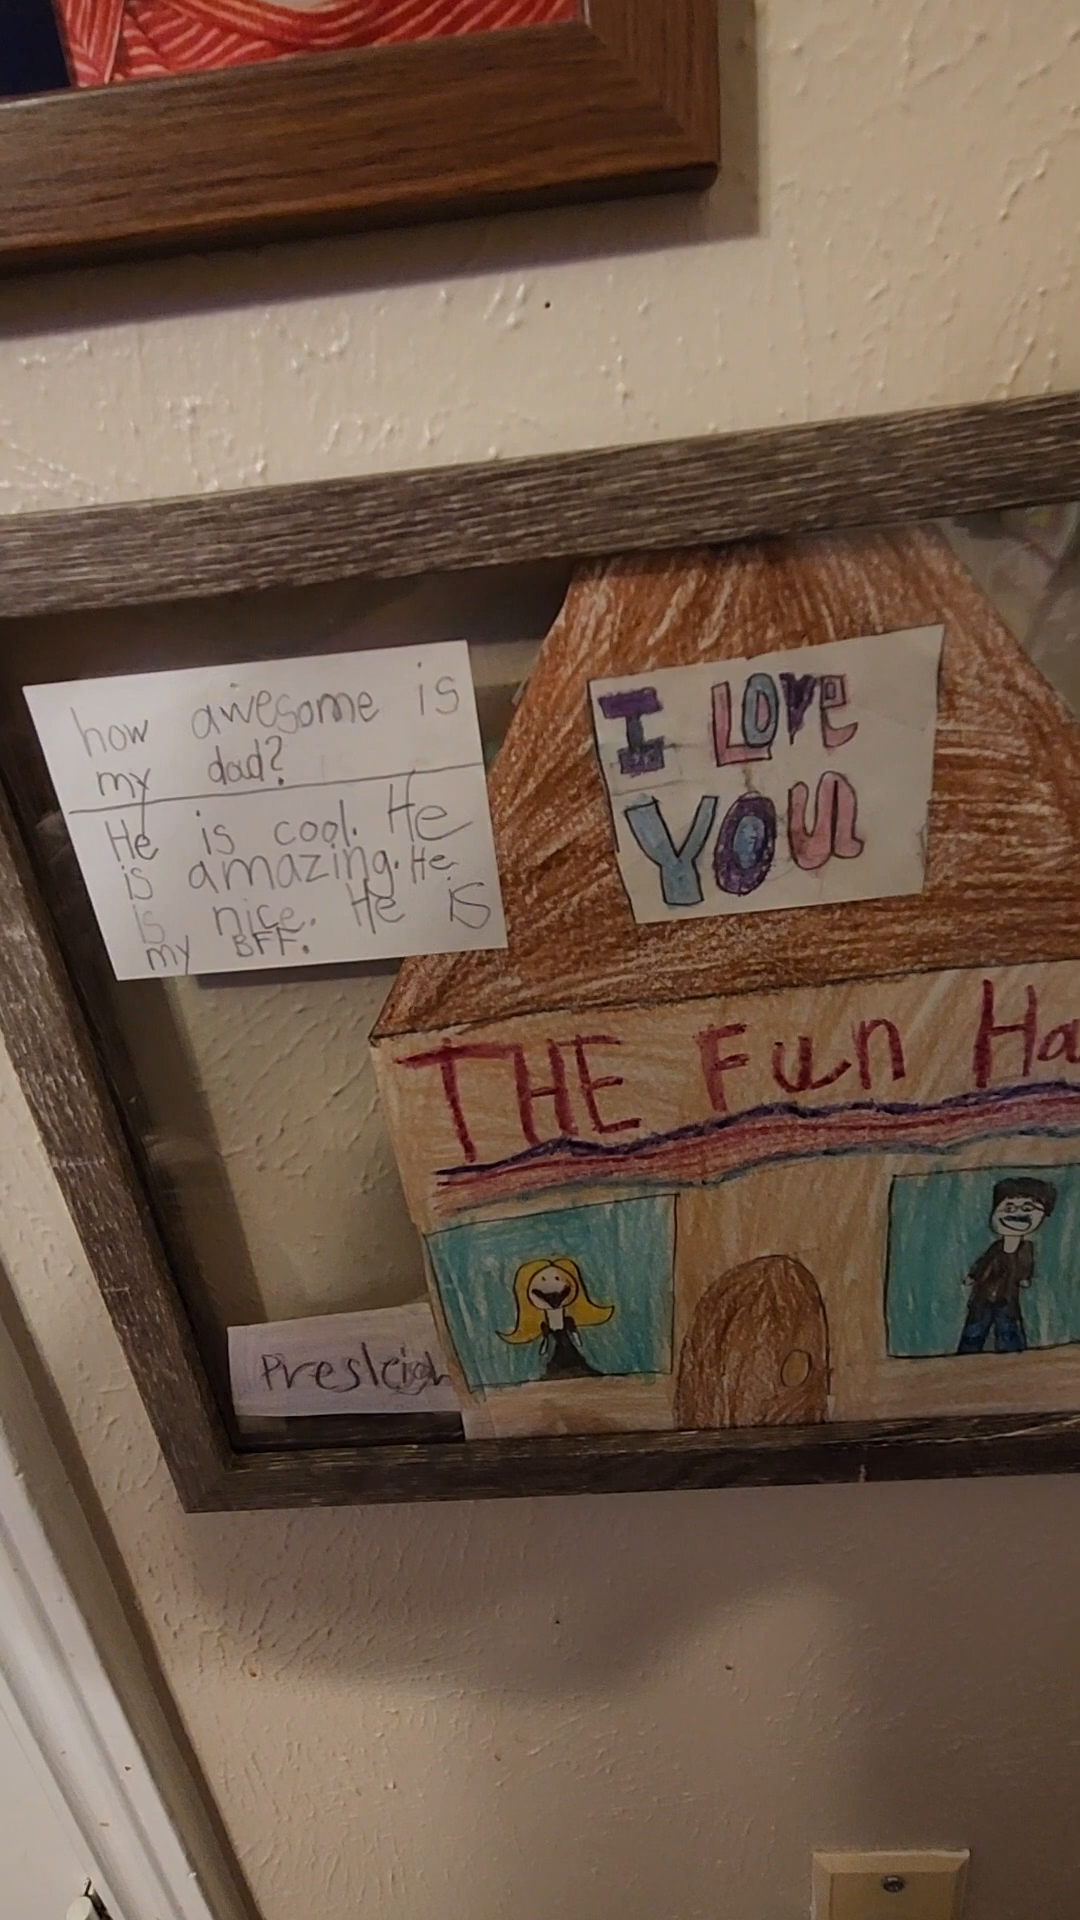 how awesome is
my dad?
He is cool. He
is amazing. He
is nice. He is
my BFF.
I Love
You
THE Fun Ha
Presleigh